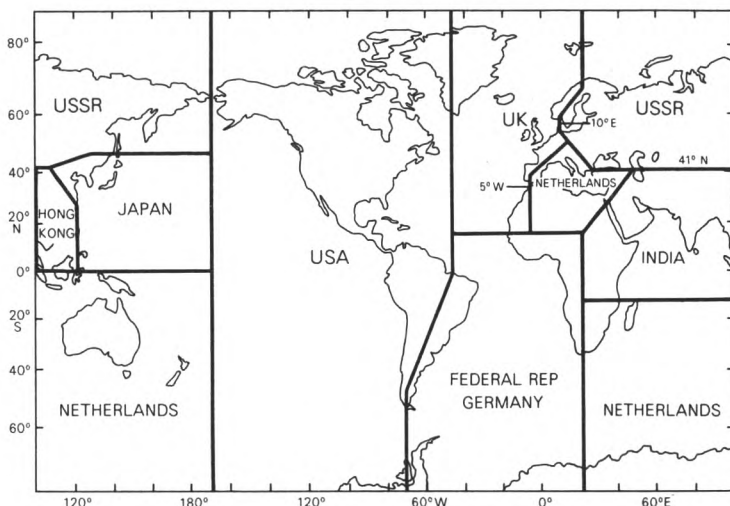 80°
60°
40°
20°
N
0°
20°
S
40°
60°
USSR
UK
10°E
USSR
41° N
5° W
NETHERLANDS
HONG
KONG
JAPAN
USA
INDIA
NETHERLANDS
FEDERAL REP
GERMANY
NETHERLANDS
120°
180°
120°
60°W
0°
60°E